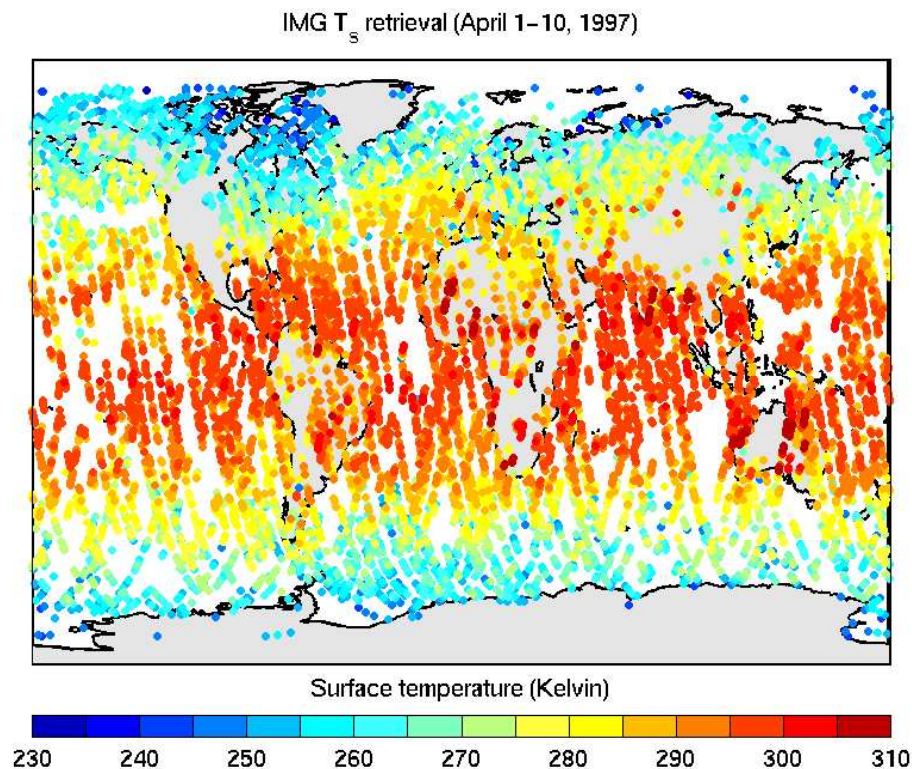 IMG Ts retrieval (April 1-10, 1997)
Surface temperature (Kelvin)
230 240 250 260 270 280 290 300 310